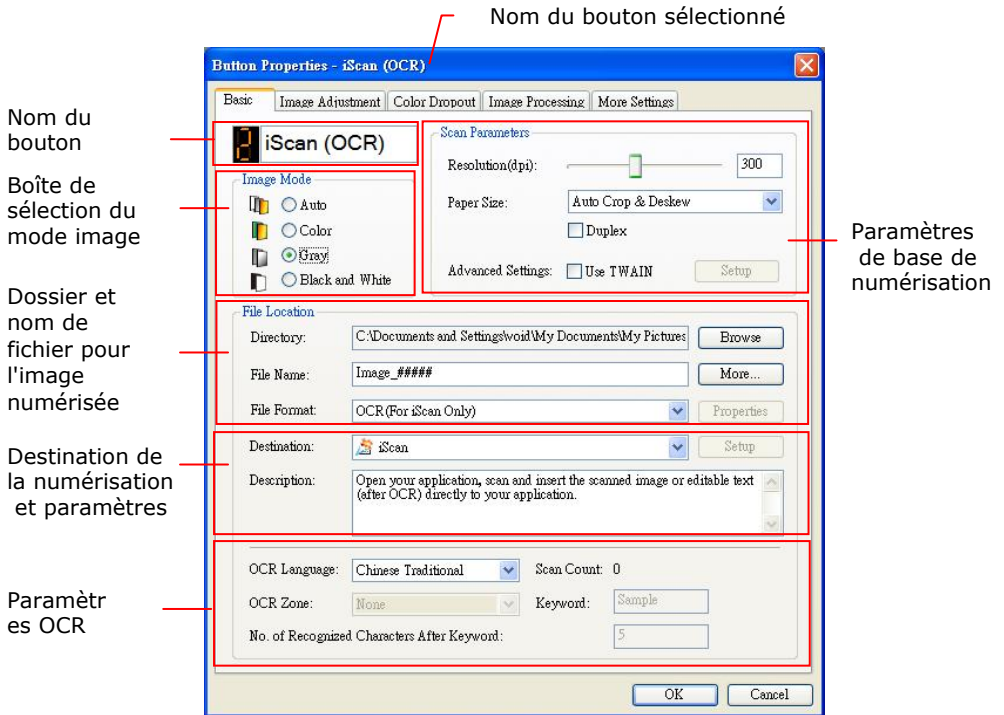 Nom du bouton sélectionné
Button Properties - iScan (OCR)
Basic Image Adjustment Color Dropout Image Processing More Settings
Nom du
bouton
2 iScan (OCR)
Boîte de
sélection du
mode image
Image Mode
Auto
Color
Gray
Black and White
Scan Parameters
Resolution(dpi): 300
Paper Size: Auto Crop & Deskew
Duplex
Advanced Settings: Use TWAIN Setup
Paramètres
de base de
numérisation
Dossier et
nom de
fichier pour
l'image
numérisée
File Location
Directory: C:\Documents and Settings\void\My Documents\My Pictures Browse
File Name: Image_##### More...
File Format: OCR(For iScan Only) Properties
Destination de
la numérisation
et paramètres
Destination: iScan Setup
Description: Open your application, scan and insert the scanned image or editable text
(after OCR) directly to your application.
Paramètr
es OCR
OCR Language: Chinese Traditional Scan Count: 0
OCR Zone: None Keyword: Sample
No. of Recognized Characters After Keyword: 5
OK Cancel